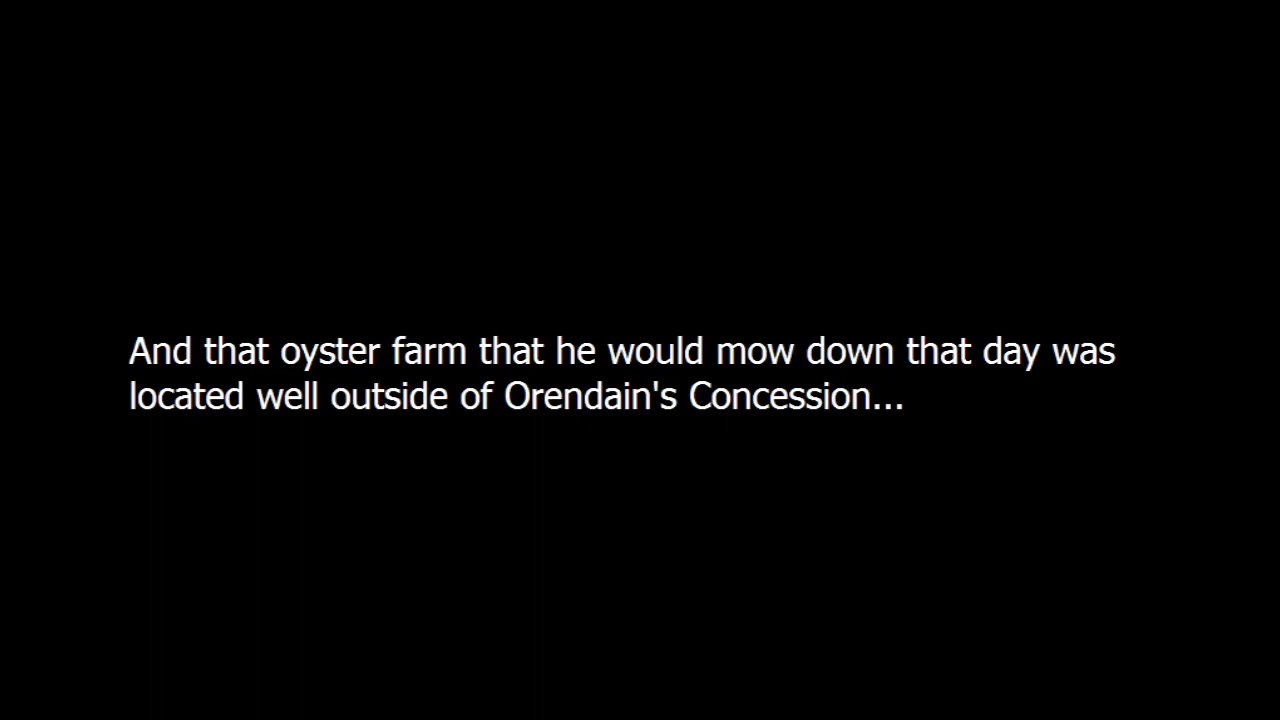 And that oyster farm that he would mow down that day was
located well outside of Orendain's Concession...